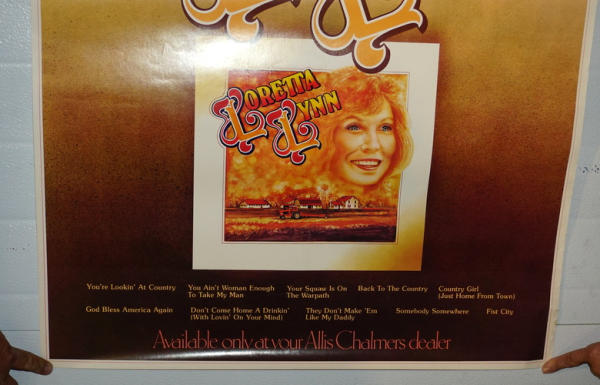 LORETTA
LYNN
You're Lookin' At Country
You Ain't Woman Enough
To Take My Man
Your Squaw Is On
The Warpath
Back To The Country
Country Girl
(Just Home From Town)
God Bless America Again
Don't Come Home A Drinkin'
(With Lovin' On Your Mind)
They Don't Make 'Em
Like My Daddy
Somebody Somewhere
Fist City
Available only at your Allis Chalmers dealer